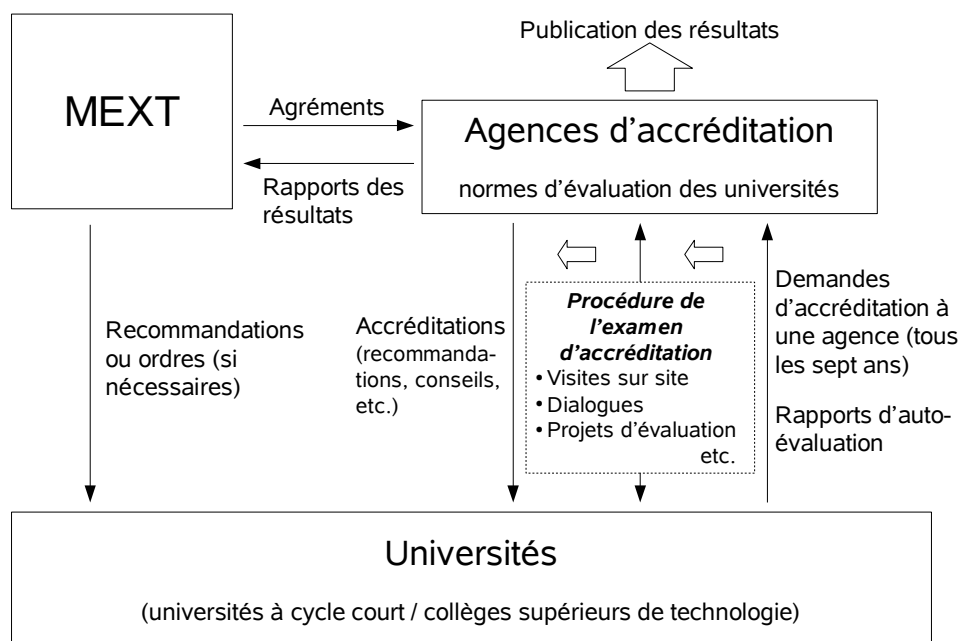 Publication des résultats
MEXT
Agréments
Rapports des
résultats
Agences d’accréditation
normes d’évaluation des universités
Recommandations
ou ordres (si
nécessaires)
Accréditations
(recommanda-
tions, conseils,
etc.)
Procédure de
l’examen
d’accréditation
• Visites sur site
• Dialogues
• Projets d’évaluation
etc.
Demandes
d’accréditation à
une agence (tous
les sept ans)
Rapports d’auto-
évaluation
Universités
(universités à cycle court / collèges supérieurs de technologie)